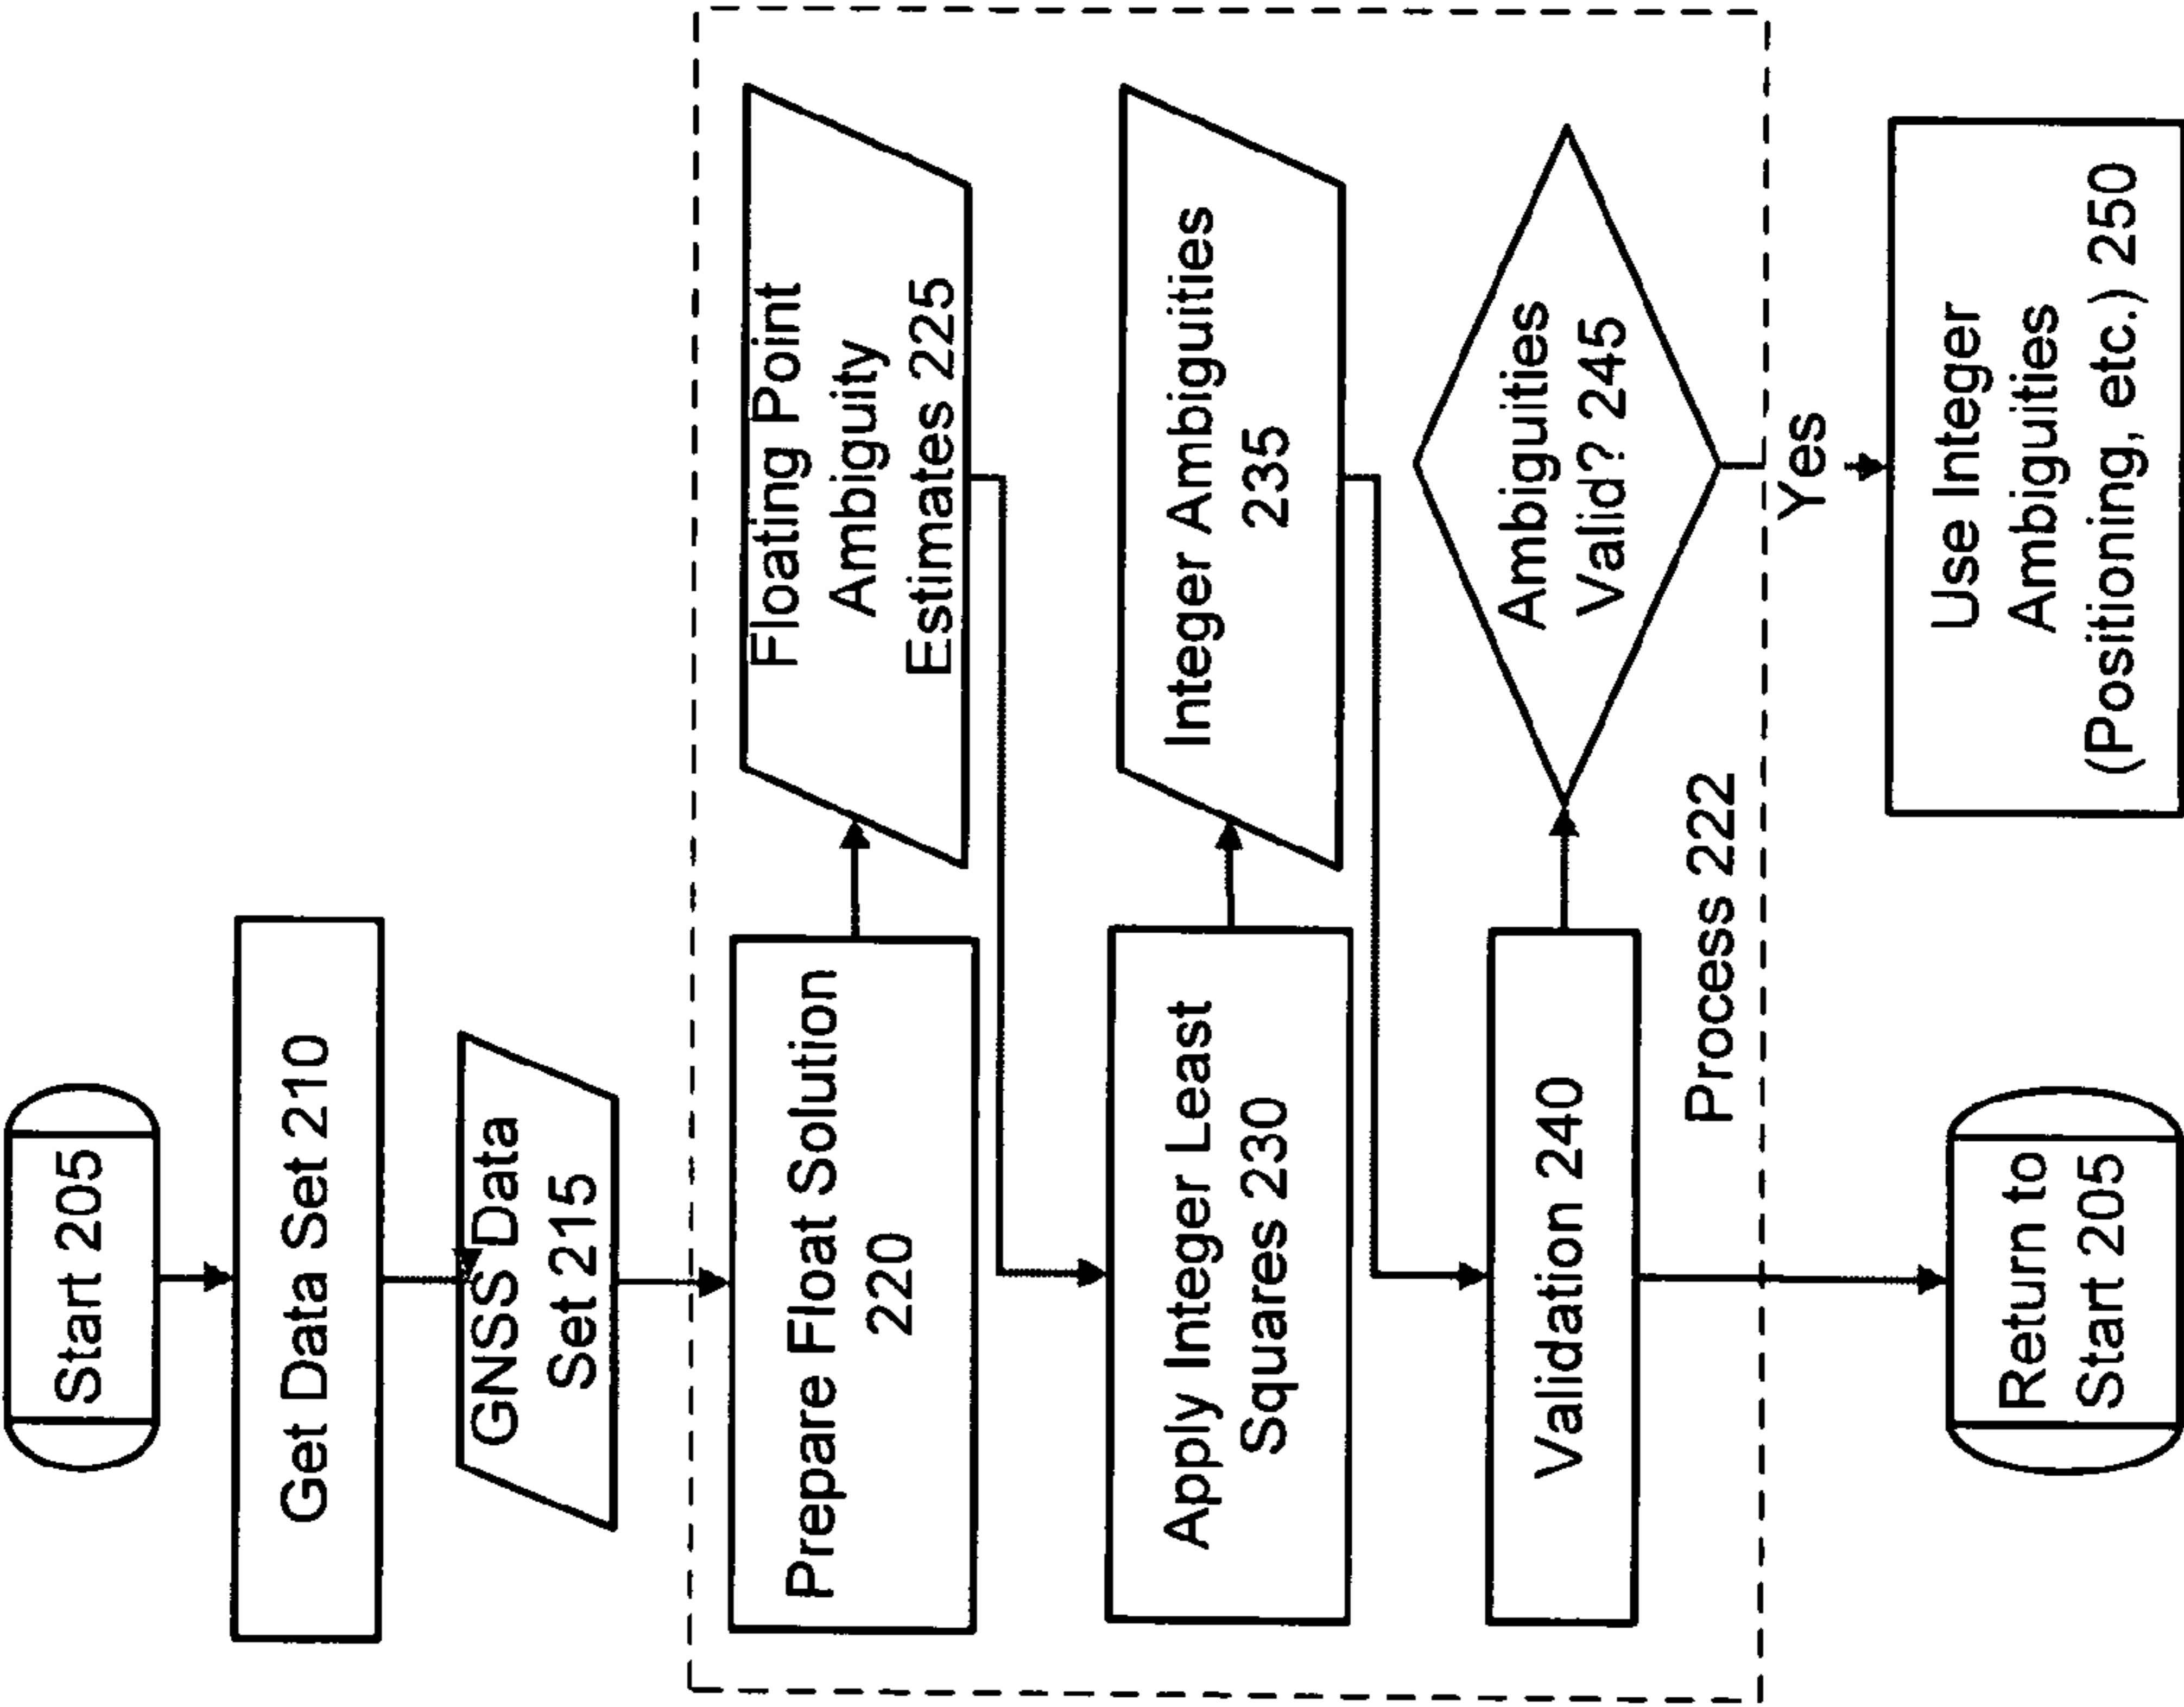 Start 205
Get Data Set 210
GNSS Data
Set 215
Prepare Float Solution
220
Floating Point
Ambiguity
Estimates 225
Apply Integer Least
Squares 230
Integer Ambiguities
235
Validation 240
Ambiguities
Valid? 245
Process 222
Yes
Return to
Start 205
Use Integer
Ambiguities
(Positioning, etc.) 250